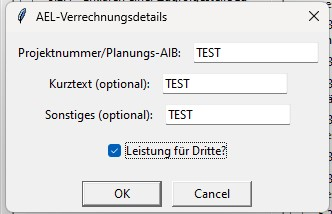 AEL-Verrechnungsdetails
Projektnummer/Planungs-AIB: TEST
Kurztext (optional): TEST
Sonstiges (optional): TEST
Leistung für Dritte?
OK Cancel